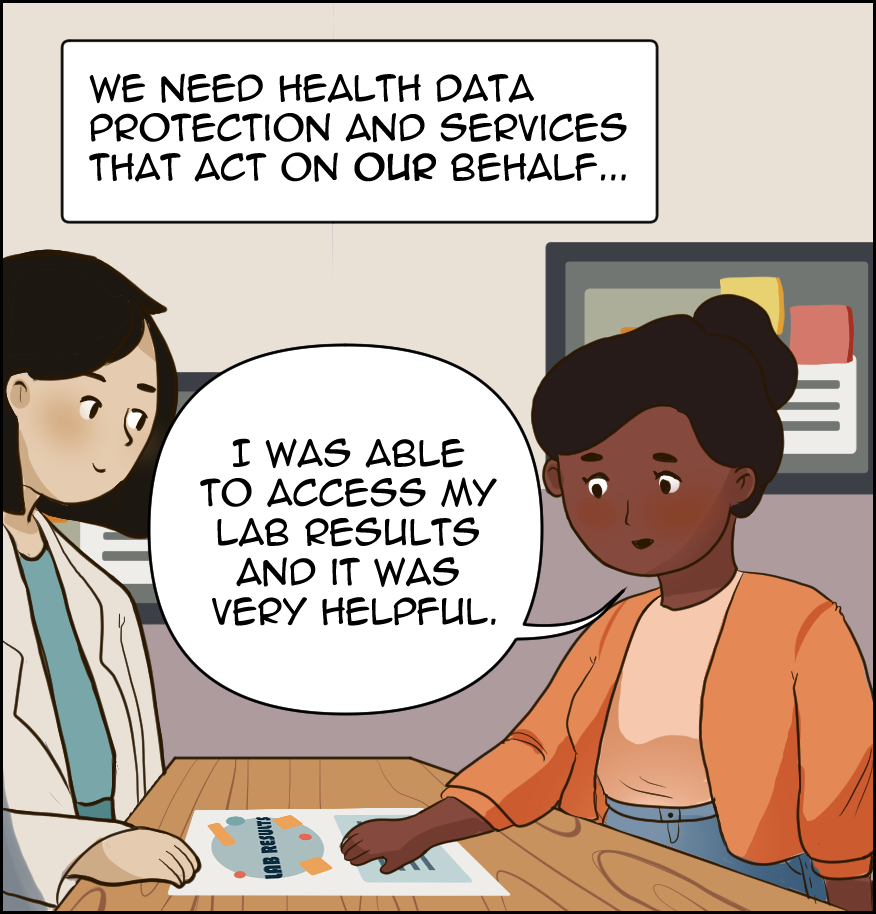 WE NEED HEALTH DATA
PROTECTION AND SERVICES
THAT ACT ON OUR BEHALF...
I WAS ABLE
TO ACCESS MY
LAB RESULTS
AND IT WAS
VERY HELPFUL.
LAB RESULTS